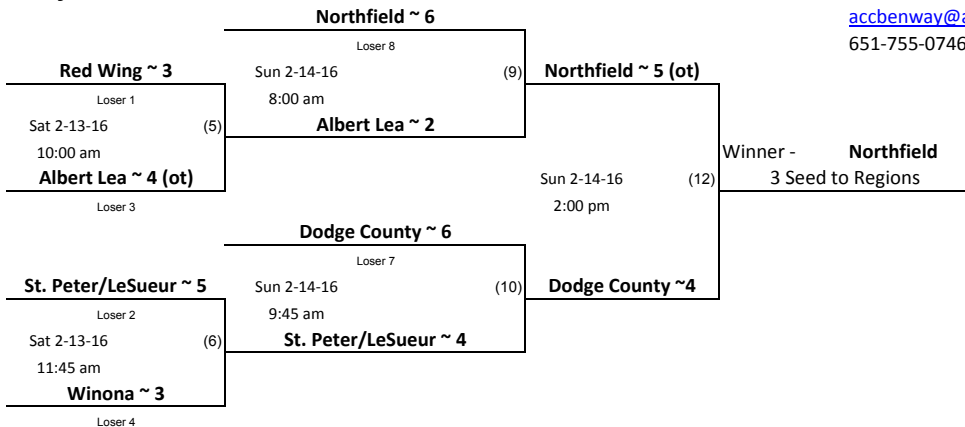 Northfield ~ 6
accbenway@a
Loser 8
651-755-0746
Red Wing ~ 3
Sun 2-14-16
(9)
Northfield ~ 5 (ot)
Loser 1
8:00 am
Sat 2-13-16
(5)
Albert Lea ~ 2
10:00 am
Winner - Northfield
Albert Lea ~ 4 (ot)
Sun 2-14-16
(12)
3 Seed to Regions
Loser 3
2:00 pm
Dodge County ~ 6
Loser 7
St. Peter/LeSueur ~ 5
Sun 2-14-16
(10)
Dodge County ~4
Loser 2
9:45 am
Sat 2-13-16
(6)
St. Peter/LeSueur ~ 4
11:45 am
Winona ~ 3
Loser 4